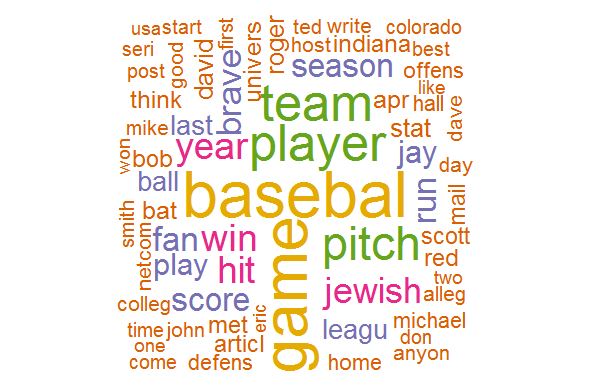 usa start first ted write colorado
seri good david univers roger host indiana best
post brave season offens
think team apr hall like
mike last player stat dave
won bob year jay day
ball basebal run mail
smith bat game
netcom fan win pitch scott
play hit red
colleg score jewish two
alleg
time john met eric leagu michael
one articl don
come defens home anyon